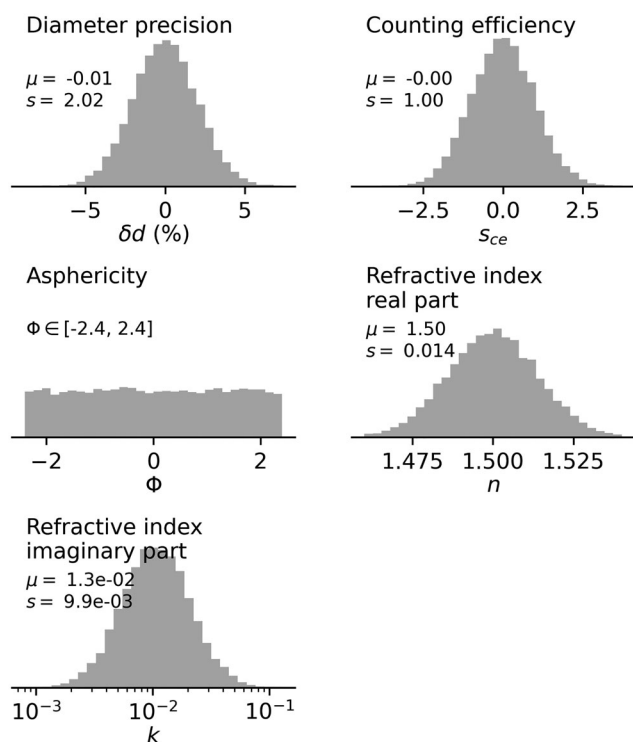 Diameter precision
μ = -0.01
s = 2.02
−5 0 5
δd (%)
Counting efficiency
μ = -0.00
s = 1.00
−2.5 0.0 2.5
s_ce
Asphericity
Φ ∈ [-2.4, 2.4]
−2 0 2
Φ
Refractive index
real part
μ = 1.50
s = 0.014
1.475 1.500 1.525
n
Refractive index
imaginary part
μ = 1.3e-02
s = 9.9e-03
10⁻³ 10⁻² 10⁻¹
k